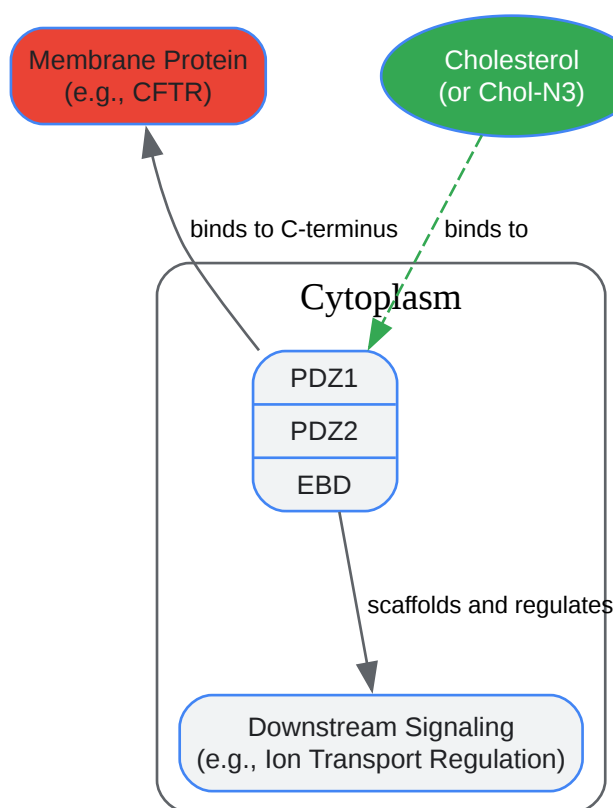 Membrane Protein
(e.g., CFTR)
Cholesterol
(or Chol-N3)
binds to C-terminus
binds to
Cytoplasm
PDZ1
PDZ2
EBD
scaffolds and regulates
Downstream Signaling
(e.g., Ion Transport Regulation)